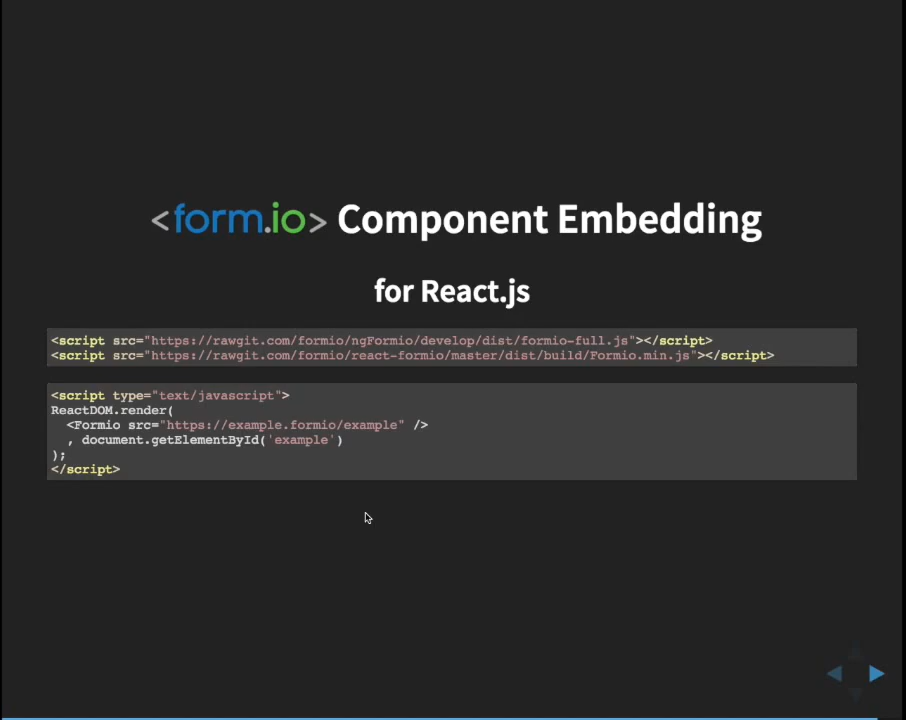 <form.io> Component Embedding
for React.js
<script src="https://rawgit.com/formio/ngFormio/develop/dist/formio-full.js"></script>
<script src="https://rawgit.com/formio/react-formio/master/dist/build/Formio.min.js"></script>
<script type="text/javascript">
ReactDOM.render(
  <Formio src="https://example.formio/example" />
  , document.getElementById('example')
);
</script>